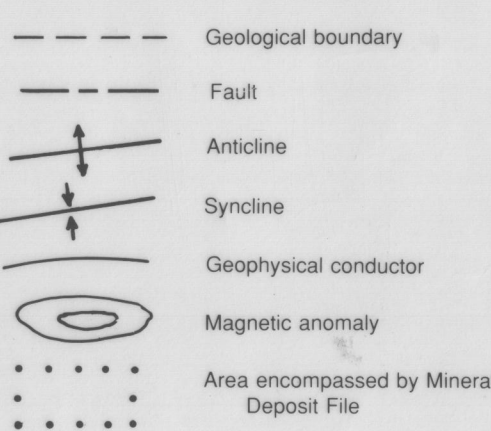 Geological boundary
Fault
Anticline
Syncline
Geophysical conductor
Magnetic anomaly
Area encompassed by Minera
Deposit File